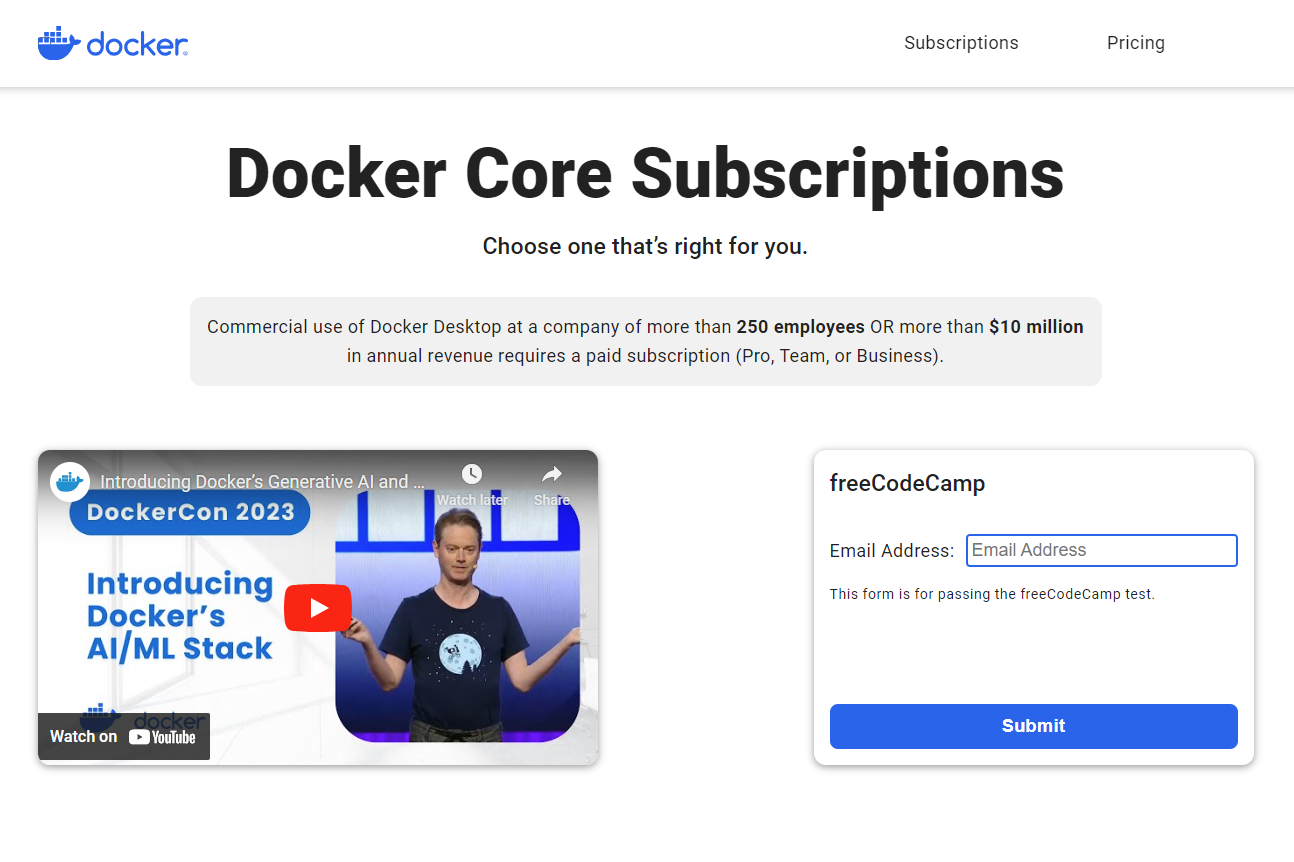 docker
Subscriptions
Pricing
Docker Core Subscriptions
Choose one that’s right for you.
Commercial use of Docker Desktop at a company of more than 250 employees OR more than $10 million
in annual revenue requires a paid subscription (Pro, Team, or Business).
Introducing Docker’s Generative AI and ...
Watch later
Share
DockerCon 2023
Introducing
Docker’s
AI/ML Stack
docker
Watch on YouTube
freeCodeCamp
Email Address:
Email Address
This form is for passing the freeCodeCamp test.
Submit